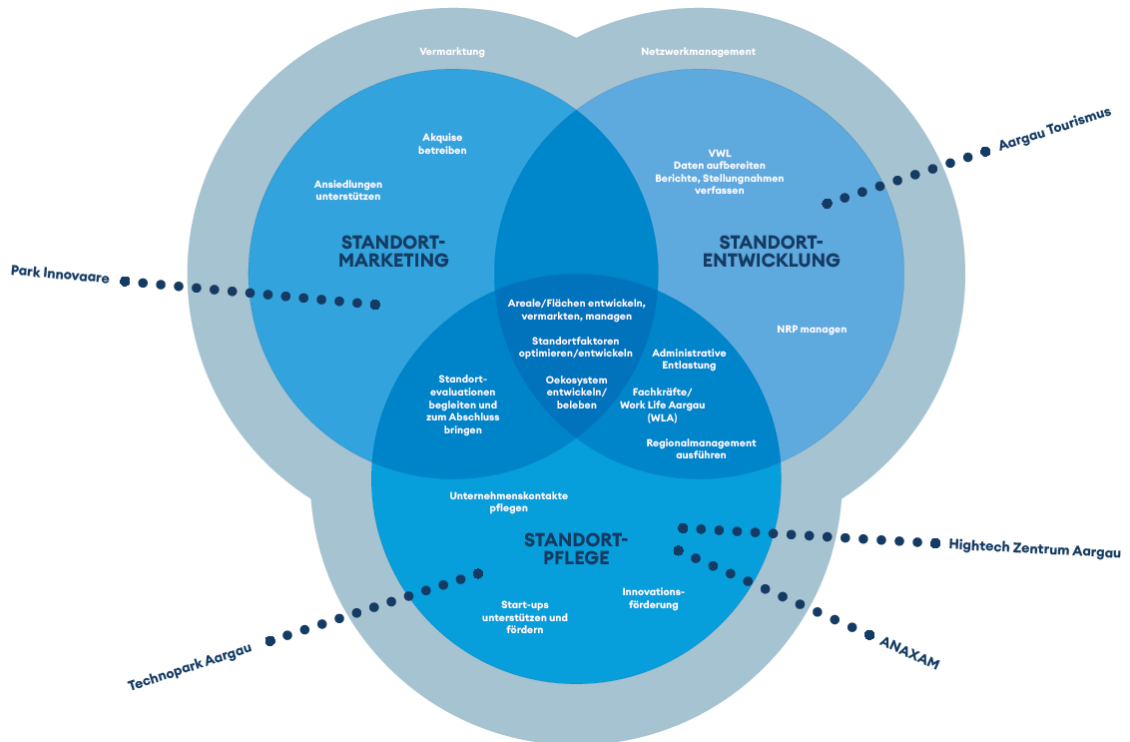 Vermarktung
Netzwerkmanagement
Aargau Tourismus
Akquise
betreiben
VWL
Daten aufbereiten
Berichte, Stellungnahmen
verfassen
Ansiedlungen
unterstützen
STANDORT-
MARKETING
STANDORT-
ENTWICKLUNG
Park Innovaare
Areale/Flächen entwickeln,
vermarkten, managen
NRP managen
Standortfaktoren
optimieren/entwickeln
Administrative
Entlastung
Standort-
evaluationen
begleiten und
zum Abschluss
bringen
Oekosystem
entwickeln/
beleben
Fachkräfte/
Work Life Aargau
(WLA)
Regionalmanagement
ausführen
Unternehmenskontakte
pflegen
STANDORT-
PFLEGE
Hightech Zentrum Aargau
Innovations-
förderung
Start-ups
unterstützen und
fördern
Technopark Aargau
ANAXAM